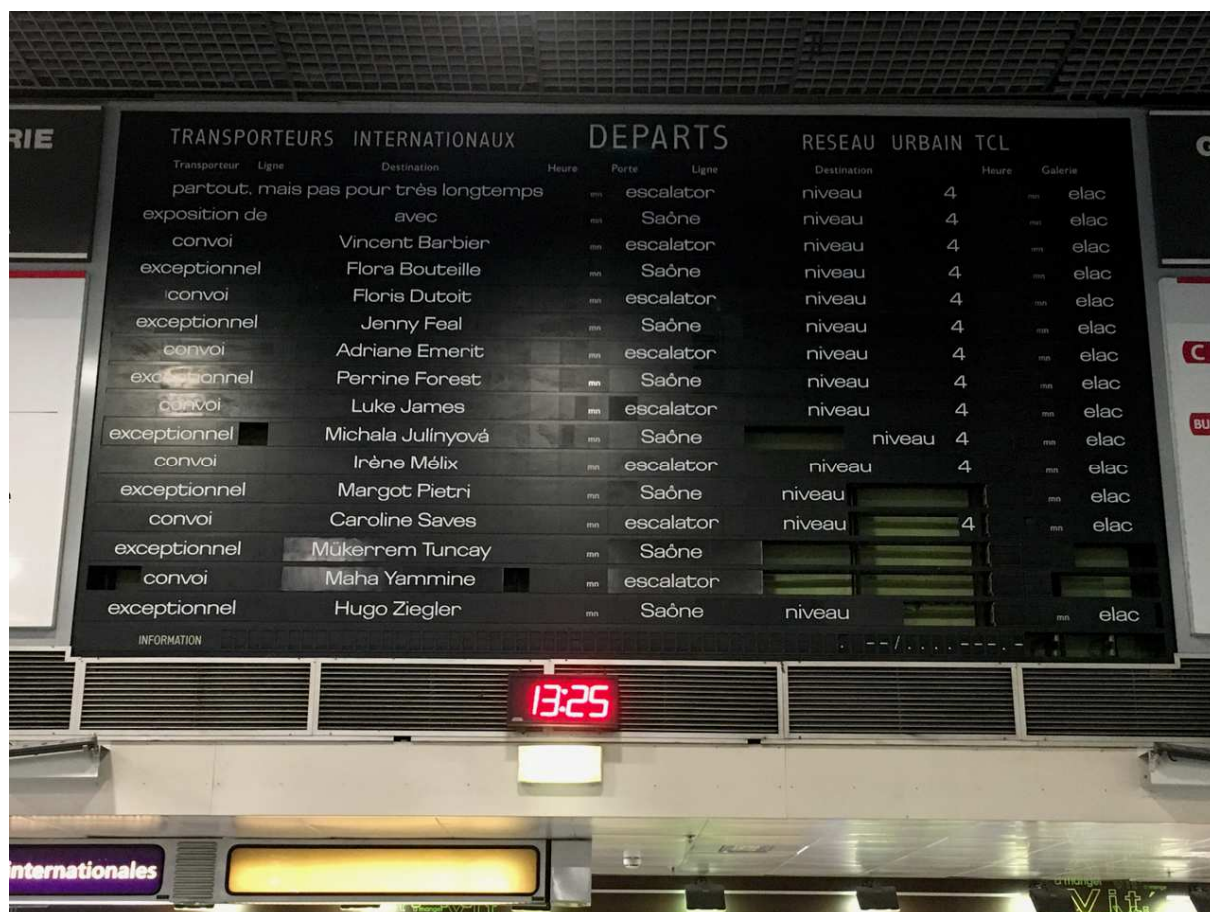 RIE
TRANSPORTEURS INTERNATIONAUX DEPARTS RESEAU URBAIN TCL
Transporteur Ligne Destination Heure Porte Ligne Destination Heure Galerie
partout, mais pas pour très longtemps mn escalator niveau 4 mn elac
exposition de avec mn Saône niveau 4 mn elac
convoi Vincent Barbier mn escalator niveau 4 mn elac
exceptionnel Flora Bouteille mn Saône niveau 4 mn elac
convoi Floris Dutoit mn escalator niveau 4 mn elac
exceptionnel Jenny Feal mn Saône niveau 4 mn elac
convoi Adriane Emerit mn escalator niveau 4 mn elac
exceptionnel Perrine Forest mn Saône niveau 4 mn elac
convoi Luke James mn escalator niveau 4 mn elac
exceptionnel Michala Julínyová mn Saône niveau 4 mn elac
convoi Irène Mélix mn escalator niveau 4 mn elac
exceptionnel Margot Pietri mn Saône niveau mn elac
convoi Caroline Saves mn escalator niveau 4 mn elac
exceptionnel Mükerrem Tuncay mn Saône
convoi Maha Yammine mn escalator
exceptionnel Hugo Ziegler mn Saône niveau mn elac
INFORMATION . --/....---.-
G
C
BU
13:25
internationales
à manger
Vité